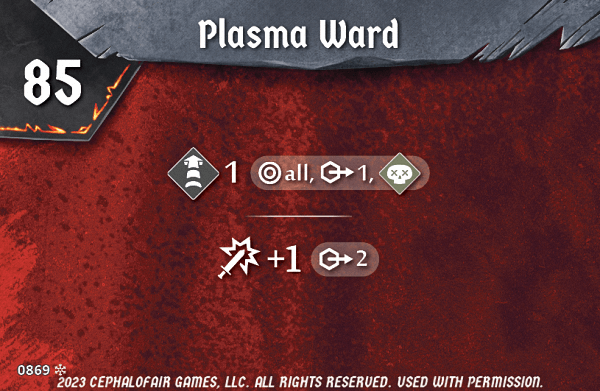 Plasma Ward
85
1 all, 1,
+1 2
0869
2023 CEPHALOFAIR GAMES, LLC. ALL RIGHTS RESERVED. USED WITH PERMISSION.